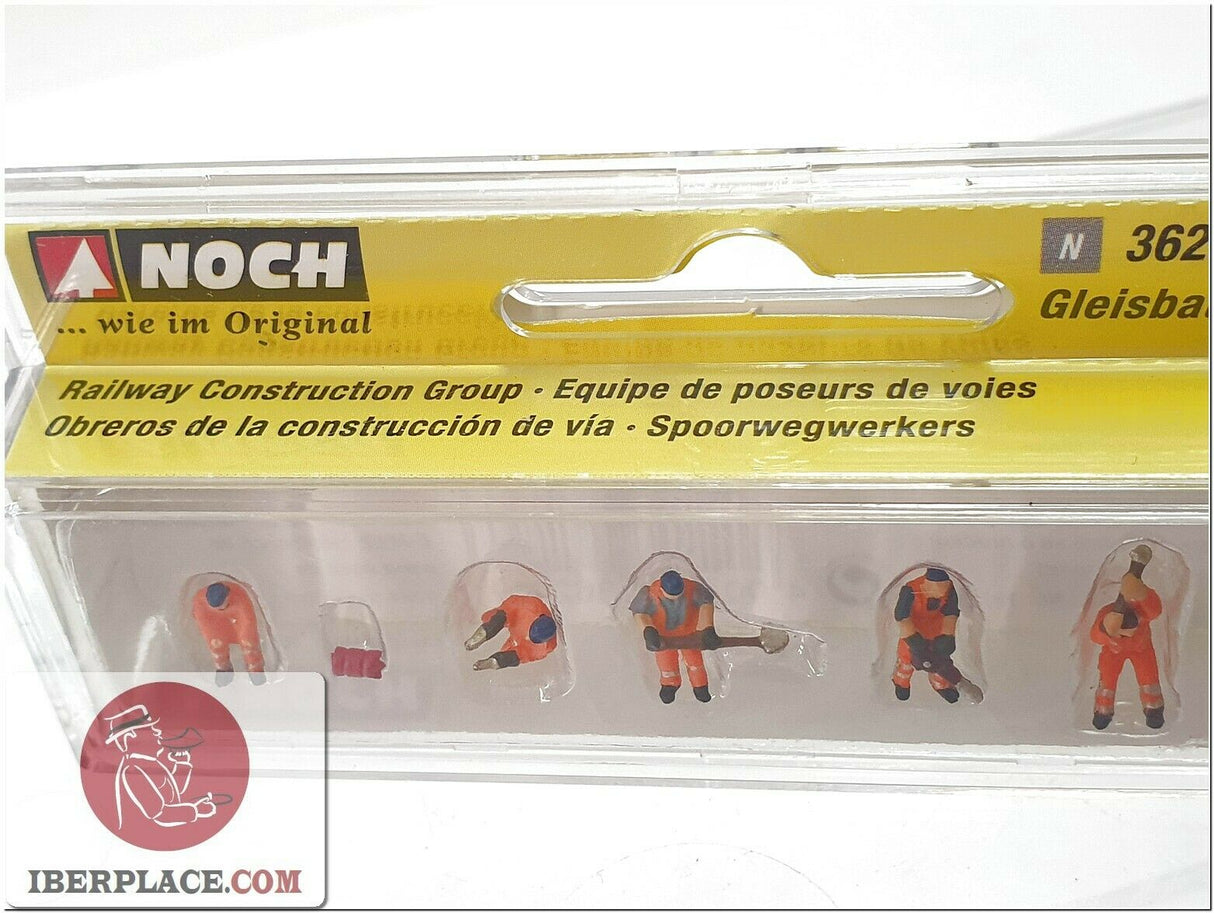 NOCH
... wie im Original
N 362
Gleisba
Railway Construction Group · Equipe de poseurs de voies
Obreros de la construcción de vía · Spoorwegwerkers
IBERPLACE.COM